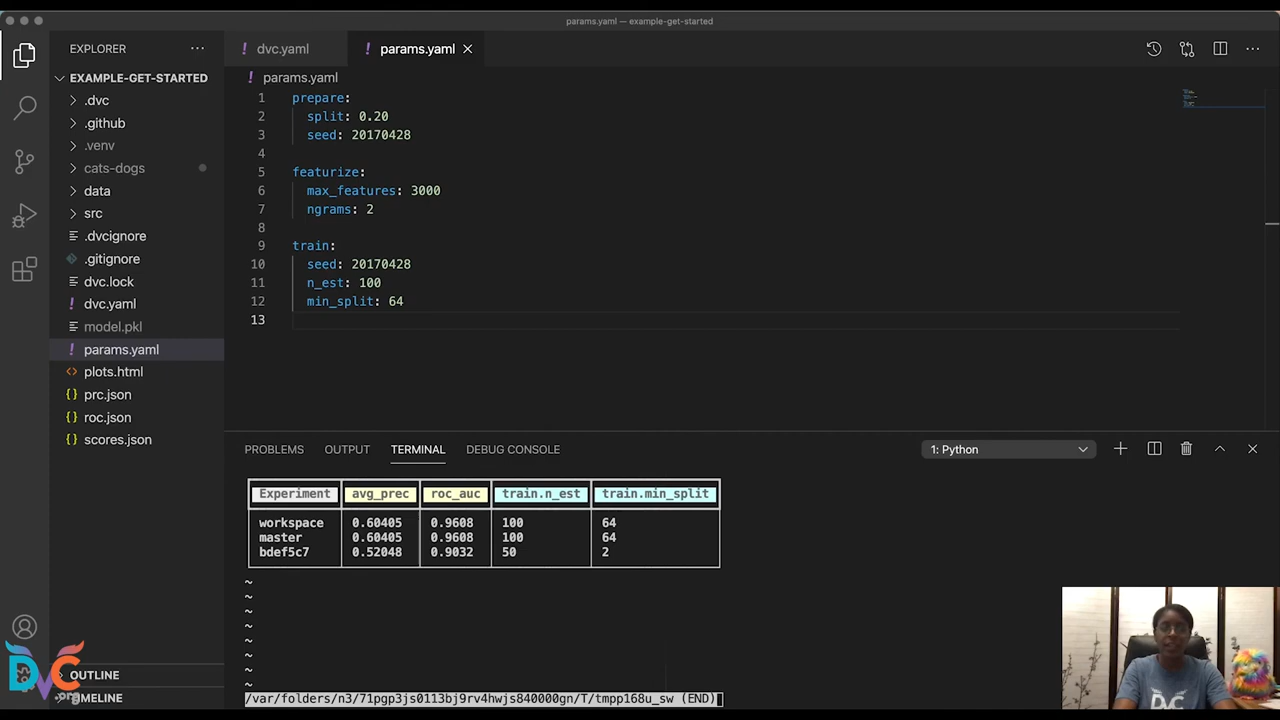 params.yaml — example-get-started
EXPLORER
dvc.yaml
params.yaml
EXAMPLE-GET-STARTED
.dvc
.github
.venv
cats-dogs
data
src
.dvcignore
.gitignore
dvc.lock
dvc.yaml
model.pkl
params.yaml
plots.html
prc.json
roc.json
scores.json
OUTLINE
TIMELINE
params.yaml
1 prepare:
2 split: 0.20
3 seed: 20170428
4
5 featurize:
6 max_features: 3000
7 ngrams: 2
8
9 train:
10 seed: 20170428
11 n_est: 100
12 min_split: 64
13
PROBLEMS OUTPUT TERMINAL DEBUG CONSOLE 1: Python
Experiment avg_prec roc_auc train.n_est train.min_split
workspace 0.60405 0.9608 100 64
master 0.60405 0.9608 100 64
bdef5c7 0.52048 0.9032 50 2
~
~
~
~
~
~
~
~
/var/folders/n3/71pgp3js0113bj9rv4hwjs840000gn/T/tmpp168u_sw (END)
DVC
.org
DVC